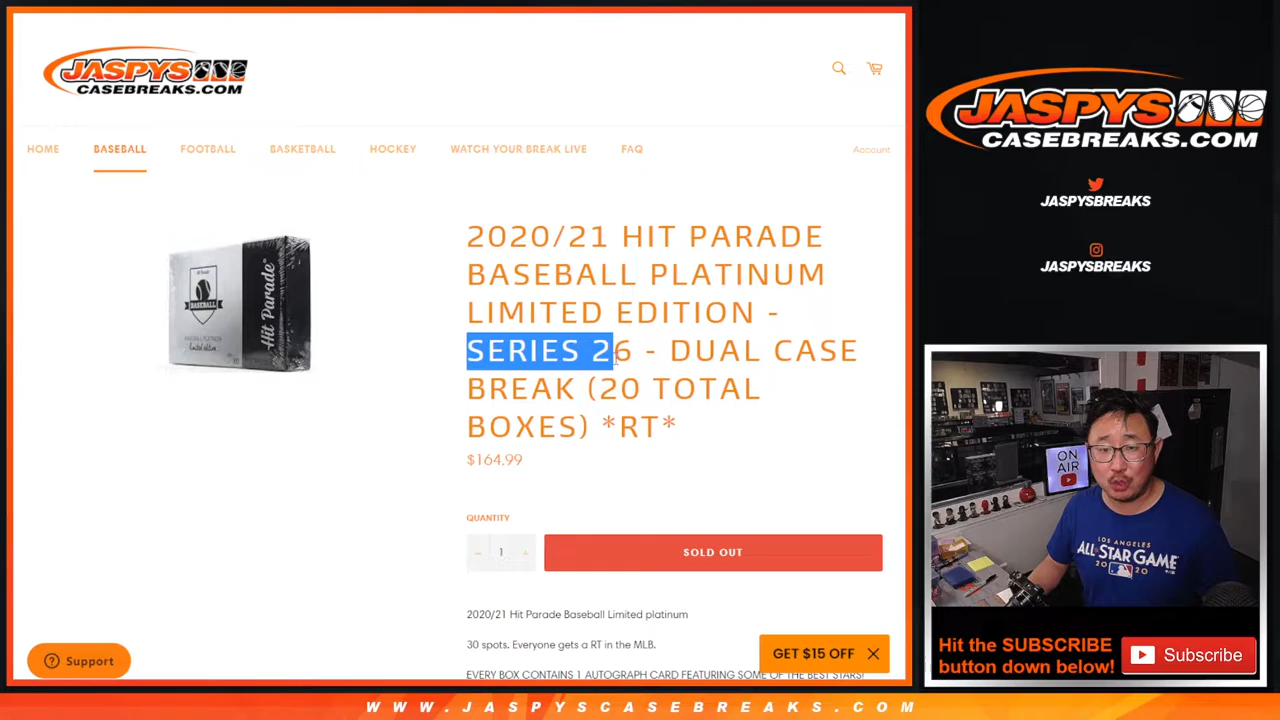 JASPYS
CASEBREAKS.COM
HOME
BASEBALL
FOOTBALL
BASKETBALL
HOCKEY
WATCH YOUR BREAK LIVE
FAQ
Account
2020/21 HIT PARADE
BASEBALL PLATINUM
LIMITED EDITION -
SERIES 26 - DUAL CASE
BREAK (20 TOTAL
BOXES) *RT*
$164.99
QUANTITY
− 1 +
SOLD OUT
2020/21 Hit Parade Baseball Limited platinum
30 spots. Everyone gets a RT in the MLB.
EVERY BOX CONTAINS 1 AUTOGRAPH CARD FEATURING SOME OF THE BEST STARS!
Support
GET $15 OFF
Hit Parade
BASEBALL
JASPYS
CASEBREAKS.COM
JASPYSBREAKS
JASPYSBREAKS
ON
AIR
LOS ANGELES
ALL STAR GAME
2020
Hit the SUBSCRIBE
button down below!
Subscribe
WWW.JASPYSCASEBREAKS.COM